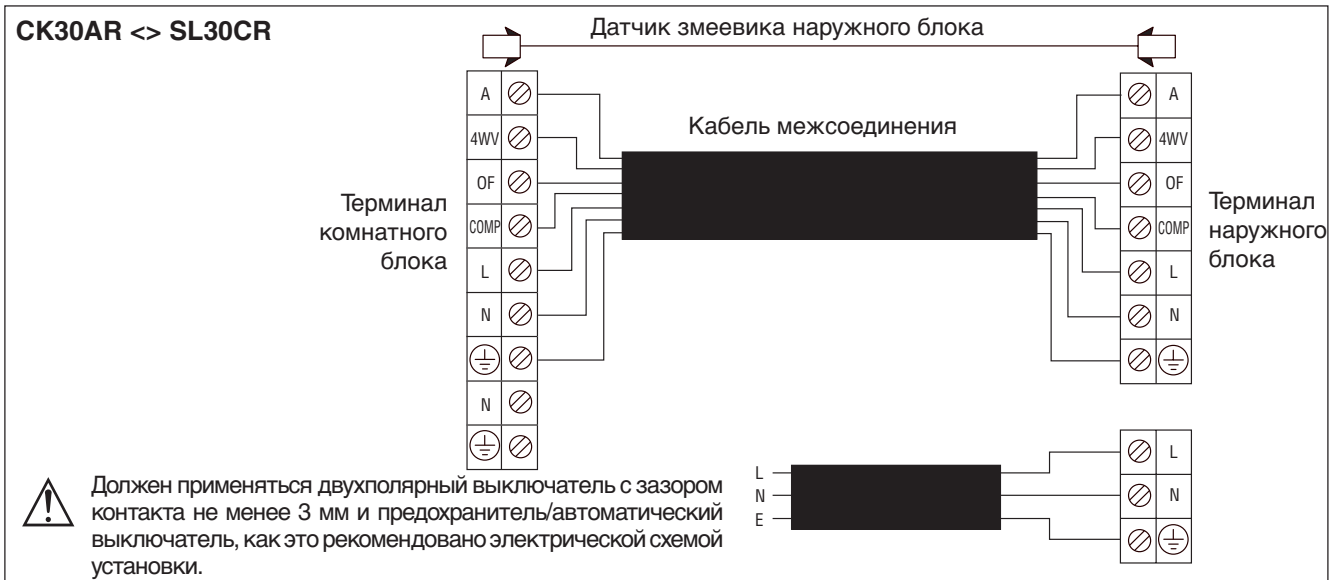 CK30AR <> SL30CR
Датчик змеевика наружного блока
Кабель межсоединения
Терминал
комнатного
блока
A
4WV
OF
COMP
L
N
N
A
4WV
OF
COMP
L
N
Терминал
наружного
блока
L
N
E
L
N
Должен применяться двухполярный выключатель с зазором
контакта не менее 3 мм и предохранитель/автоматический
выключатель, как это рекомендовано электрической схемой
установки.